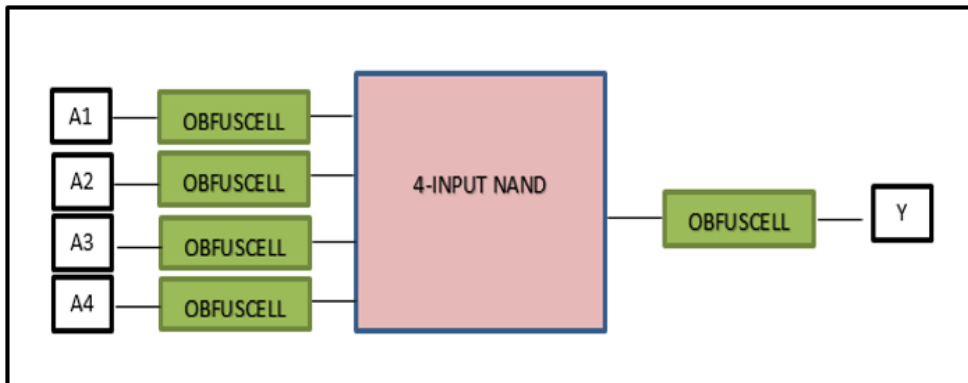 A1
OBFUSCELL
A2
OBFUSCELL
4-INPUT NAND
A3
OBFUSCELL
OBFUSCELL
Y
A4
OBFUSCELL